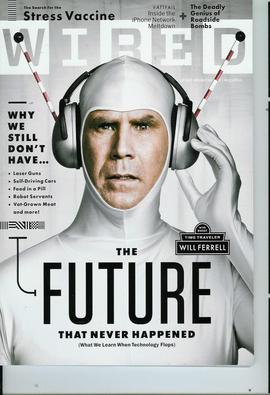 The Search for the
Stress Vaccine
FAIL! FAIL
Inside the
iPhone Network
Meltdown
+
The Deadly
Genius of
Roadside
Bombs
WIRED
WHY
WE
STILL
DON'T
HAVE...
• Laser Guns
• Self-Driving Cars
• Food in a Pill
• Robot Servants
• Vat-Grown Meat
and more!
TIME TRAVELER
WILL FERRELL
THE
FUTURE
THAT NEVER HAPPENED
(What We Learn When Technology Flops)